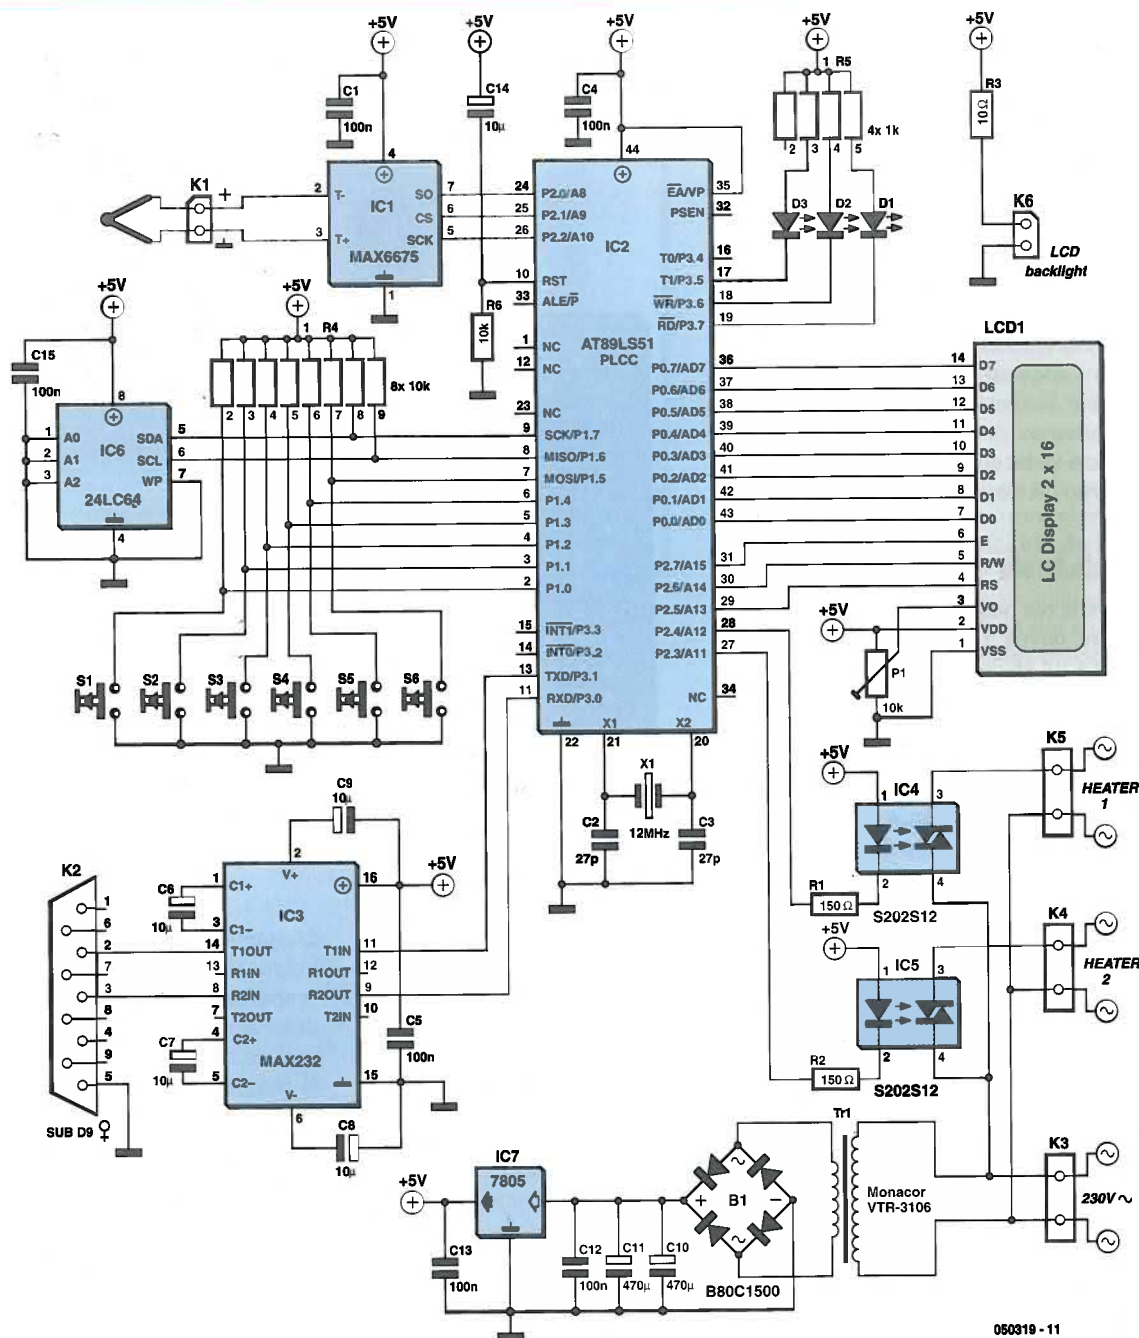 +5V
+5V
+5V
+5V
+5V
C1
100n
C14
10µ
C4
100n
1 R5
2 3 4 5
4x 1k
R3
10Ω
K1
+
2 T-
3 T+
4
IC1
MAX6675
SO 7
CS 6
SCK 5
1
R6
10k
D3
D2
D1
K6
LCD
backlight
44
IC2
AT89LS51
PLCC
24 P2.0/A8
25 P2.1/A9
26 P2.2/A10
10 RST
33 ALE/P
1 NC
12 NC
23 NC
9 SCK/P1.7
8 MISO/P1.6
7 MOSI/P1.5
6 P1.4
5 P1.3
4 P1.2
3 P1.1
2 P1.0
15 INT1/P3.3
14 INT0/P3.2
13 TXD/P3.1
11 RXD/P3.0
EA/VP 35
PSEN 32
T0/P3.4 16
T1/P3.5 17
WR/P3.6 18
RD/P3.7 19
P0.7/AD7 36
P0.6/AD6 37
P0.5/AD5 38
P0.4/AD4 39
P0.3/AD3 40
P0.2/AD2 41
P0.1/AD1 42
P0.0/AD0 43
P2.7/A15 31
P2.6/A14 30
P2.5/A13 29
P2.4/A12 28
P2.3/A11 27
NC 34
22
X1
21
X2
20
LCD1
14 D7
13 D6
12 D5
11 D4
10 D3
9 D2
8 D1
7 D0
6 E
5 R/W
4 RS
3 VO
2 VDD
1 VSS
LC Display 2 x 16
+5V
P1
10k
+5V
C15
100n
8
1 A0
2 A1
3 A2
IC6
24LC64
SDA 5
SCL 6
WP 7
4
+5V
1 R4
8x 10k
2 3 4 5 6 7 8 9
S1
S2
S3
S4
S5
S6
X1
12MHz
C2
27p
C3
27p
+5V
IC4
1
2
3
4
S202S12
R1
150Ω
K5
HEATER
1
+5V
IC5
1
2
3
4
S202S12
R2
150Ω
K4
HEATER
2
K2
1
6
2
7
3
8
4
9
5
SUB D9
C9
10µ
C6
10µ
C7
10µ
C8
10µ
C5
100n
+5V
2
V+
IC3
MAX232
1 C1+
3 C1–
14 T1OUT
13 R1IN
8 R2IN
7 T2OUT
4 C2+
5 C2–
16
T1IN 11
R1OUT 12
R2OUT 9
T2IN 10
15
V-
6
+5V
IC7
7805
C13
100n
C12
100n
C11
470µ
C10
470µ
+ B1 –
~
~
B80C1500
Tr1
Monacor
VTR-3106
K3
230V ~
050319 - 11